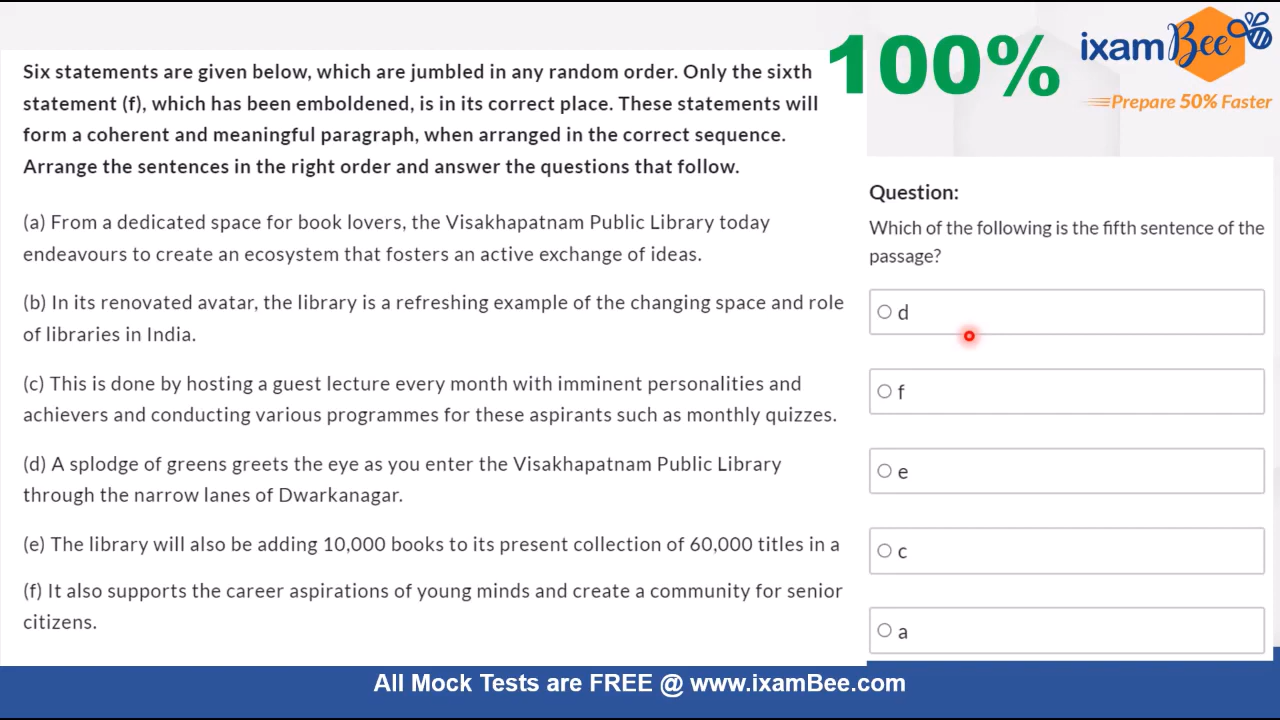 100%
ixamBee
Prepare 50% Faster
Six statements are given below, which are jumbled in any random order. Only the sixth
statement (f), which has been emboldened, is in its correct place. These statements will
form a coherent and meaningful paragraph, when arranged in the correct sequence.
Arrange the sentences in the right order and answer the questions that follow.
(a) From a dedicated space for book lovers, the Visakhapatnam Public Library today
endeavours to create an ecosystem that fosters an active exchange of ideas.
(b) In its renovated avatar, the library is a refreshing example of the changing space and role
of libraries in India.
(c) This is done by hosting a guest lecture every month with imminent personalities and
achievers and conducting various programmes for these aspirants such as monthly quizzes.
(d) A splodge of greens greets the eye as you enter the Visakhapatnam Public Library
through the narrow lanes of Dwarkanagar.
(e) The library will also be adding 10,000 books to its present collection of 60,000 titles in a
(f) It also supports the career aspirations of young minds and create a community for senior
citizens.
Question:
Which of the following is the fifth sentence of the
passage?
d
f
e
c
a
All Mock Tests are FREE @ www.ixamBee.com